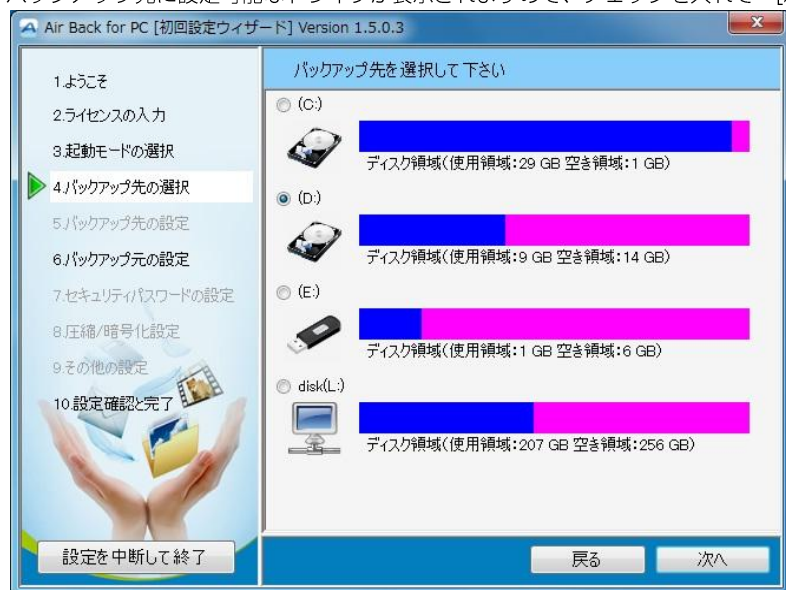 Air Back for PC [初回設定ウィザード] Version 1.5.0.3
1.ようこそ
2.ライセンスの入力
3.起動モードの選択
4.バックアップ先の選択
5.バックアップ先の設定
6.バックアップ元の設定
7.セキュリティパスワードの設定
8.圧縮/暗号化設定
9.その他の設定
10.設定確認と完了
設定を中断して終了
バックアップ先を選択して下さい
(C:)
ディスク領域(使用領域:29 GB 空き領域:1 GB)
(D:)
ディスク領域(使用領域:9 GB 空き領域:14 GB)
(E:)
ディスク領域(使用領域:1 GB 空き領域:6 GB)
disk(L:)
ディスク領域(使用領域:207 GB 空き領域:256 GB)
戻る
次へ